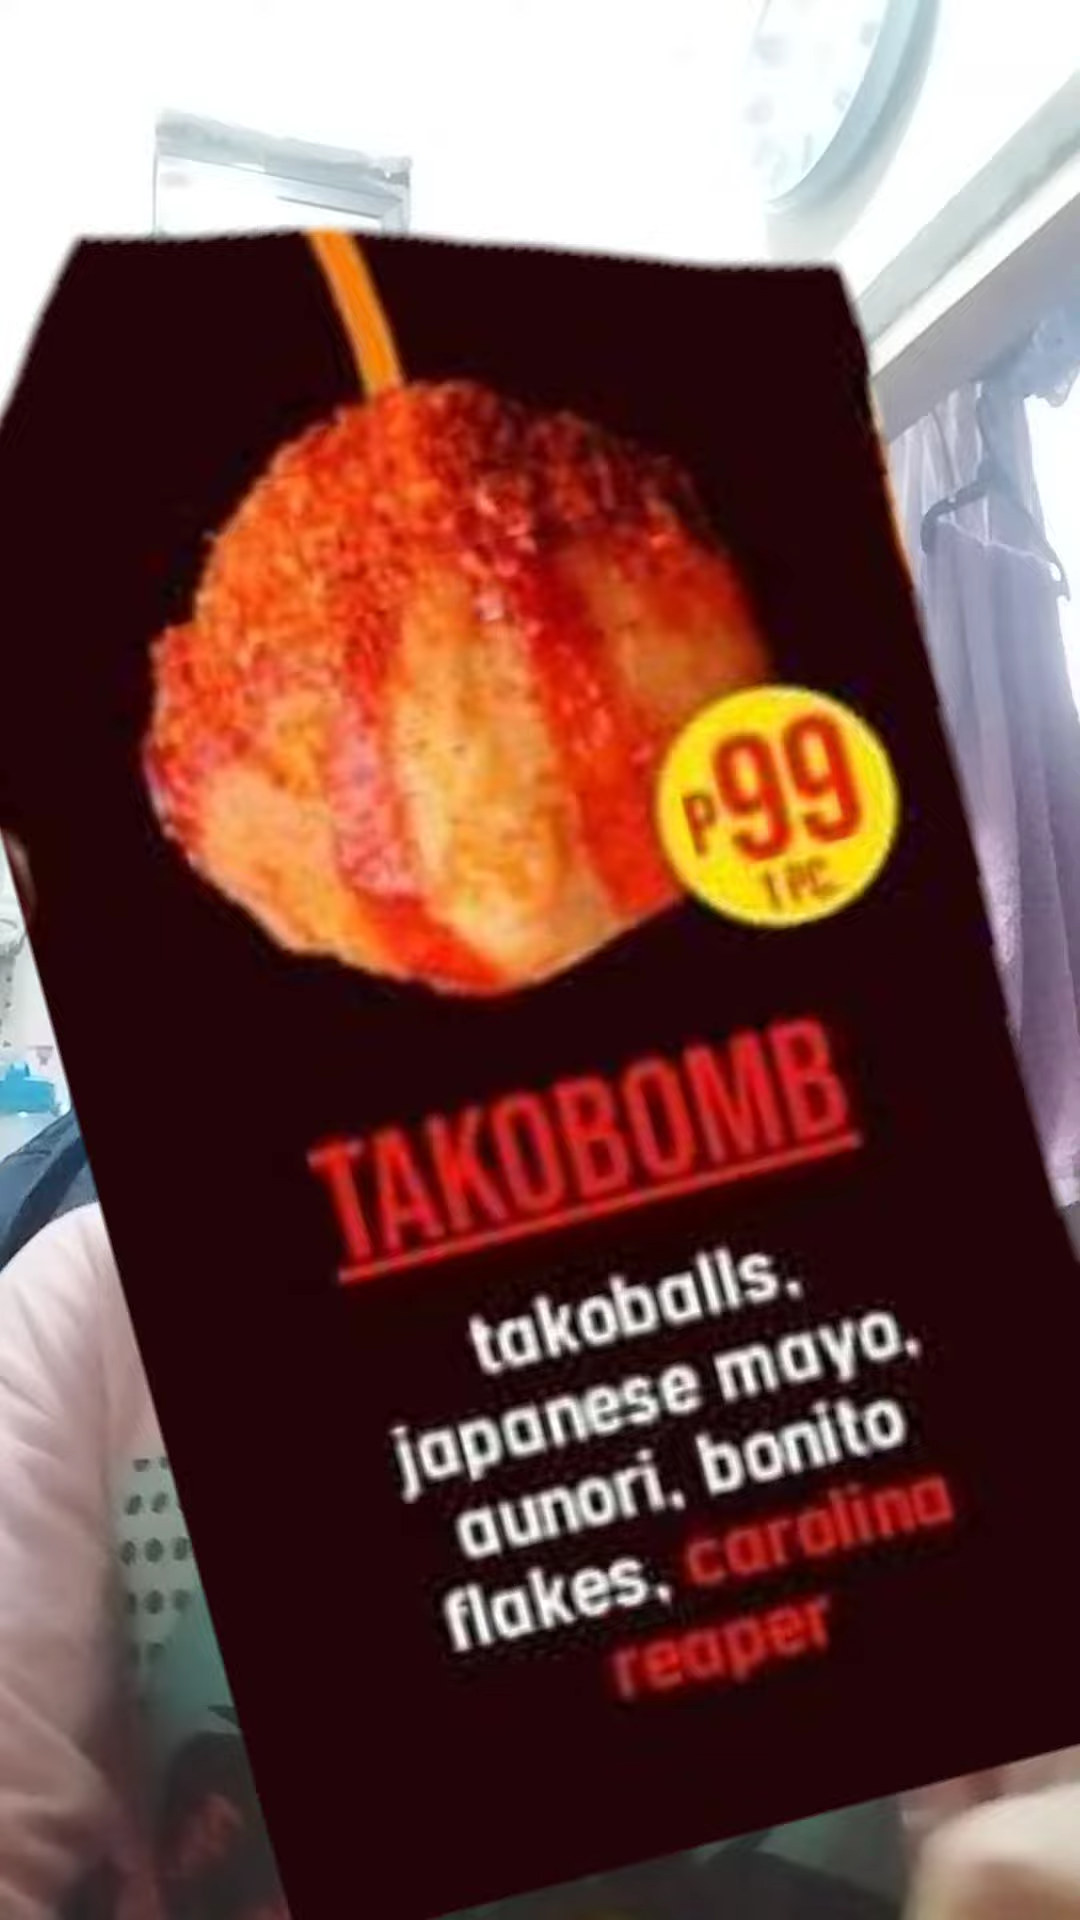 P99
1 PC.
TAKOBOMB
takoballs,
japanese mayo,
aunori, bonito
flakes, carolina
reaper